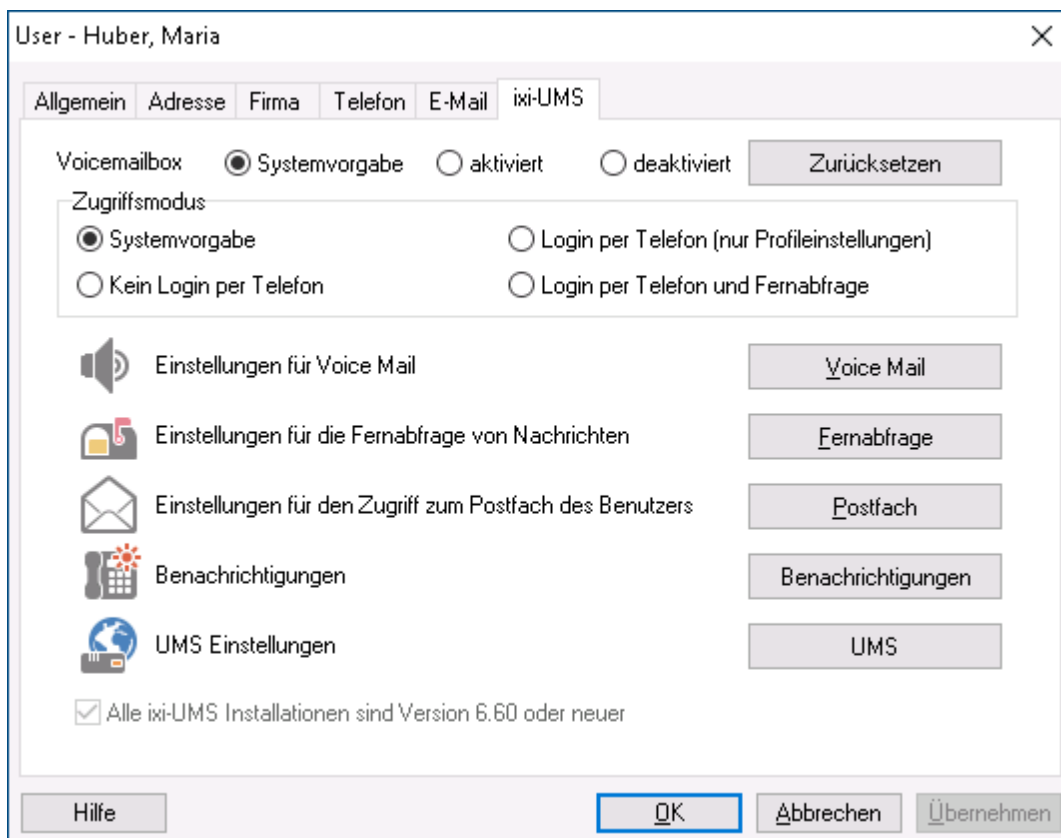 User - Huber, Maria
Allgemein Adresse Firma Telefon E-Mail ixi-UMS
Voicemailbox Systemvorgabe aktiviert deaktiviert Zurücksetzen
Zugriffsmodus
Systemvorgabe Login per Telefon (nur Profileinstellungen)
Kein Login per Telefon Login per Telefon und Fernabfrage
Einstellungen für Voice Mail Voice Mail
Einstellungen für die Fernabfrage von Nachrichten Fernabfrage
Einstellungen für den Zugriff zum Postfach des Benutzers Postfach
Benachrichtigungen Benachrichtigungen
UMS Einstellungen UMS
Alle ixi-UMS Installationen sind Version 6.60 oder neuer
Hilfe OK Abbrechen Übernehmen